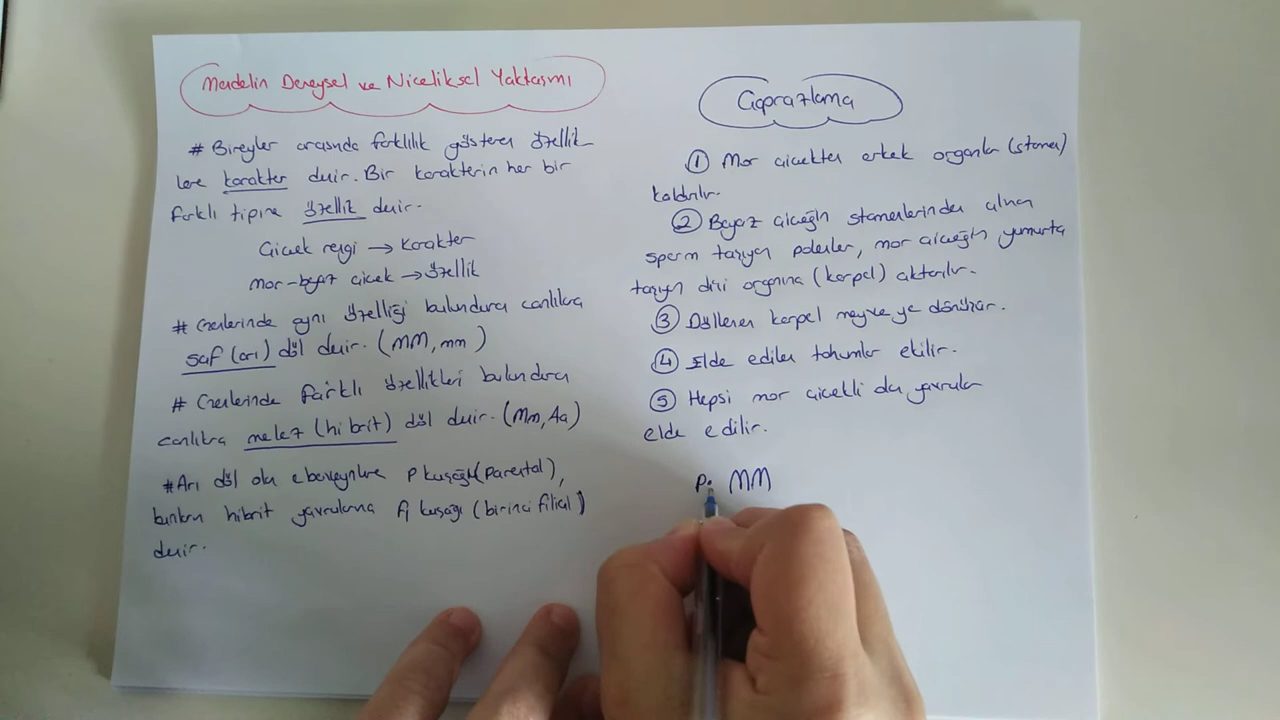 Mendelin Deneysel ve Niceliksel Yaklaşımı
# Bireyler arasında farklılık gösteren özellik
lere karakter denir. Bir karakterin her bir
farklı tipine özellik denir.
Çiçek rengi → Karakter
mor-beyaz çiçek → özellik
# Genlerinde aynı özelliği bulunduran canlılara
saf (arı) döl denir. (MM, mm)
# Genlerinde farklı özellikleri bulunduran
canlılara melez (hibrit) döl denir. (Mm, Aa)
#Arı döl olan ebeveynlere P kuşağı (parental),
bunların hibrit yavrularına F1 kuşağı (birinci filial)
denir.
Çaprazlama
① Mor çiçekten erkek organlar (stamen)
kaldırılır.
② Beyaz çiçeğin stamenlerinden alınan
sperm taşıyan polenler, mor çiçeğin yumurta
taşıyan dişi organına (karpel) aktarılır.
③ Döllenen karpel meyveye dönüşür.
④ Elde edilen tohumlar ekilir.
⑤ Hepsi mor çiçekli olan yavrular
elde edilir.
P: MM